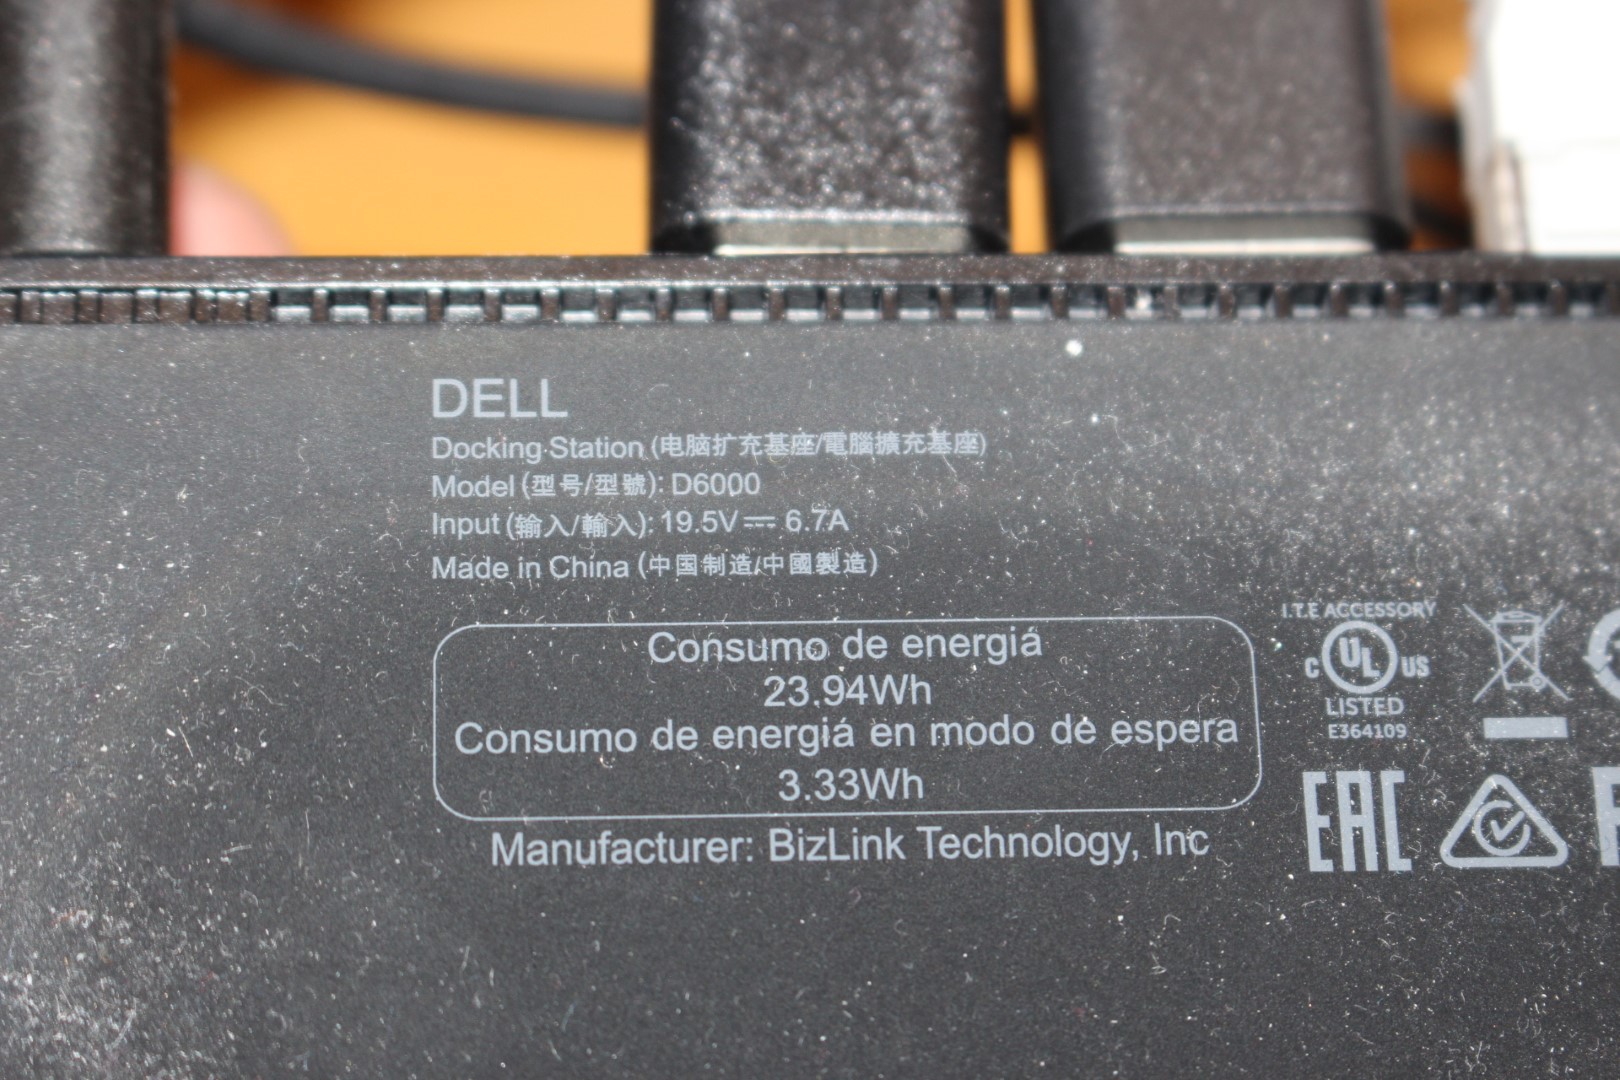 DELL
Docking Station (电脑扩充基座/電腦擴充基座)
Model (型号/型號): D6000
Input (输入/輸入): 19.5V⎓6.7A
Made in China (中国制造/中國製造)
Consumo de energiá
23.94Wh
Consumo de energiá en modo de espera
3.33Wh
Manufacturer: BizLink Technology, Inc
I.T.E ACCESSORY
C UL US
LISTED
E364109
EAC